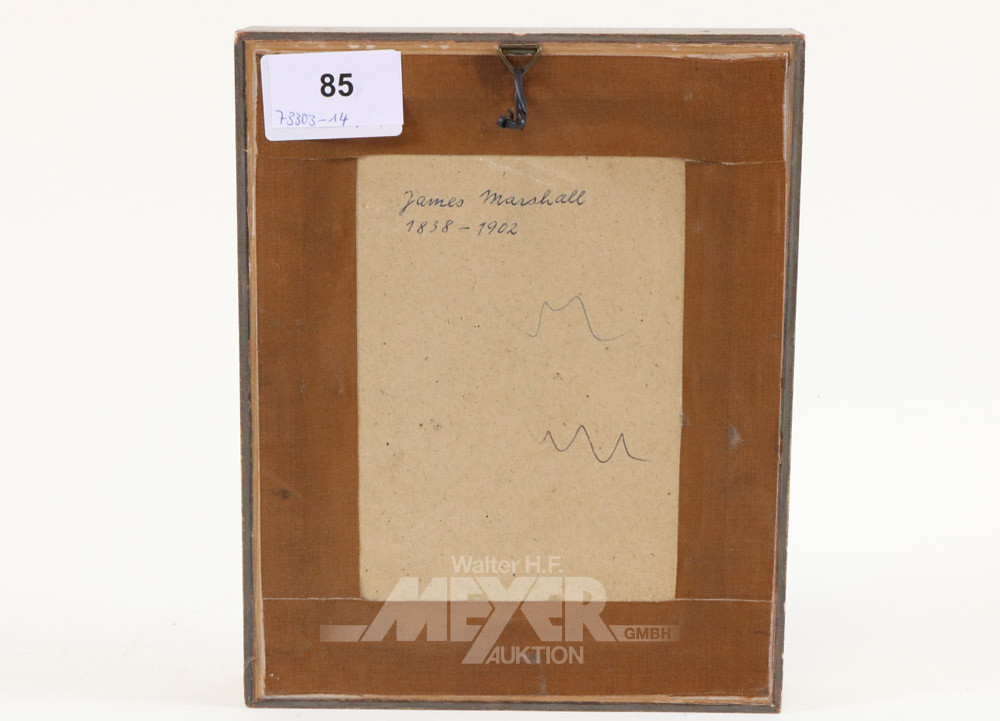 85
73303-14
James Marshall
1838 - 1902
Walter H.F.
MEYER
GMBH
AUKTION